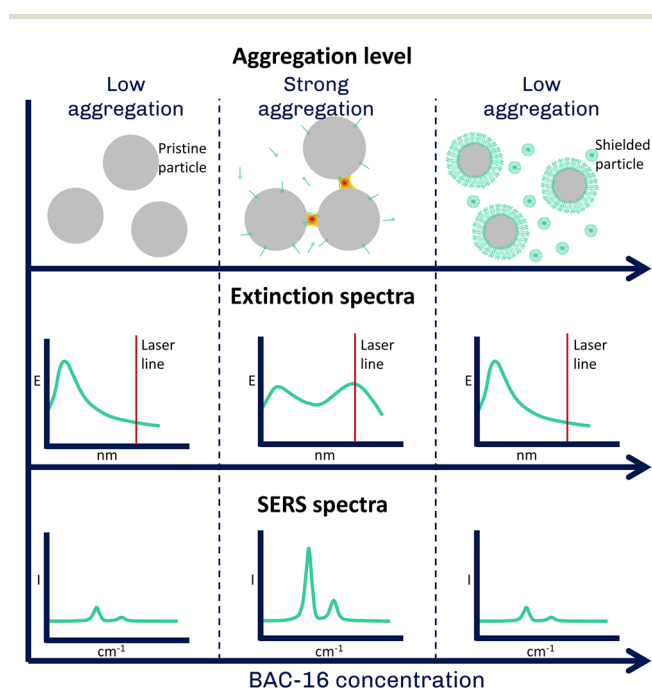 Aggregation level
Low
aggregation
Strong
aggregation
Low
aggregation
Pristine
particle
Shielded
particle
Extinction spectra
E
Laser
line
nm
E
Laser
line
nm
E
Laser
line
nm
SERS spectra
I
cm-1
I
cm-1
I
cm-1
BAC-16 concentration